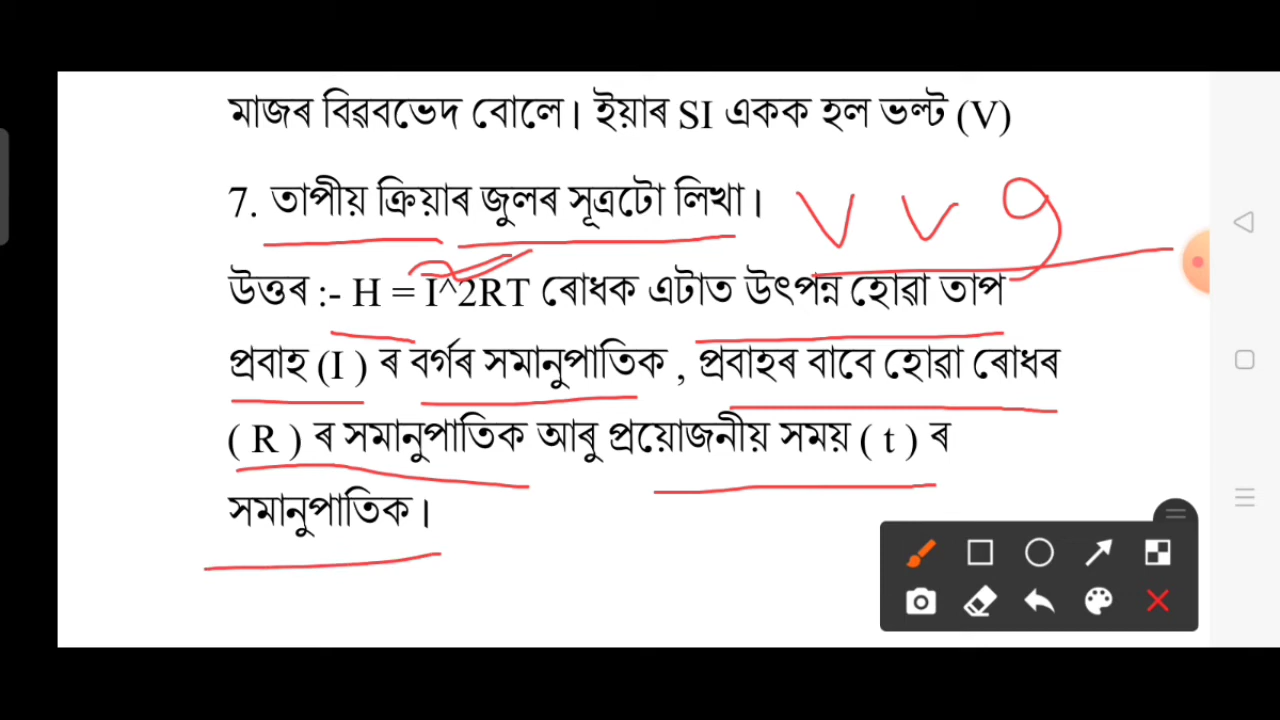 মাজৰ বিৱবভেদ বোলে। ইয়াৰ SI একক হল ভল্ট (V)
7. তাপীয় ক্ৰিয়াৰ জুলৰ সূত্ৰটো লিখা।
V V g
উত্তৰ :- H = I^2RT ৰোধক এটাত উৎপন্ন হোৱা তাপ
প্ৰবাহ (I ) ৰ বৰ্গৰ সমানুপাতিক , প্ৰবাহৰ বাবে হোৱা ৰোধৰ
( R ) ৰ সমানুপাতিক আৰু প্ৰয়োজনীয় সময় ( t ) ৰ
সমানুপাতিক।